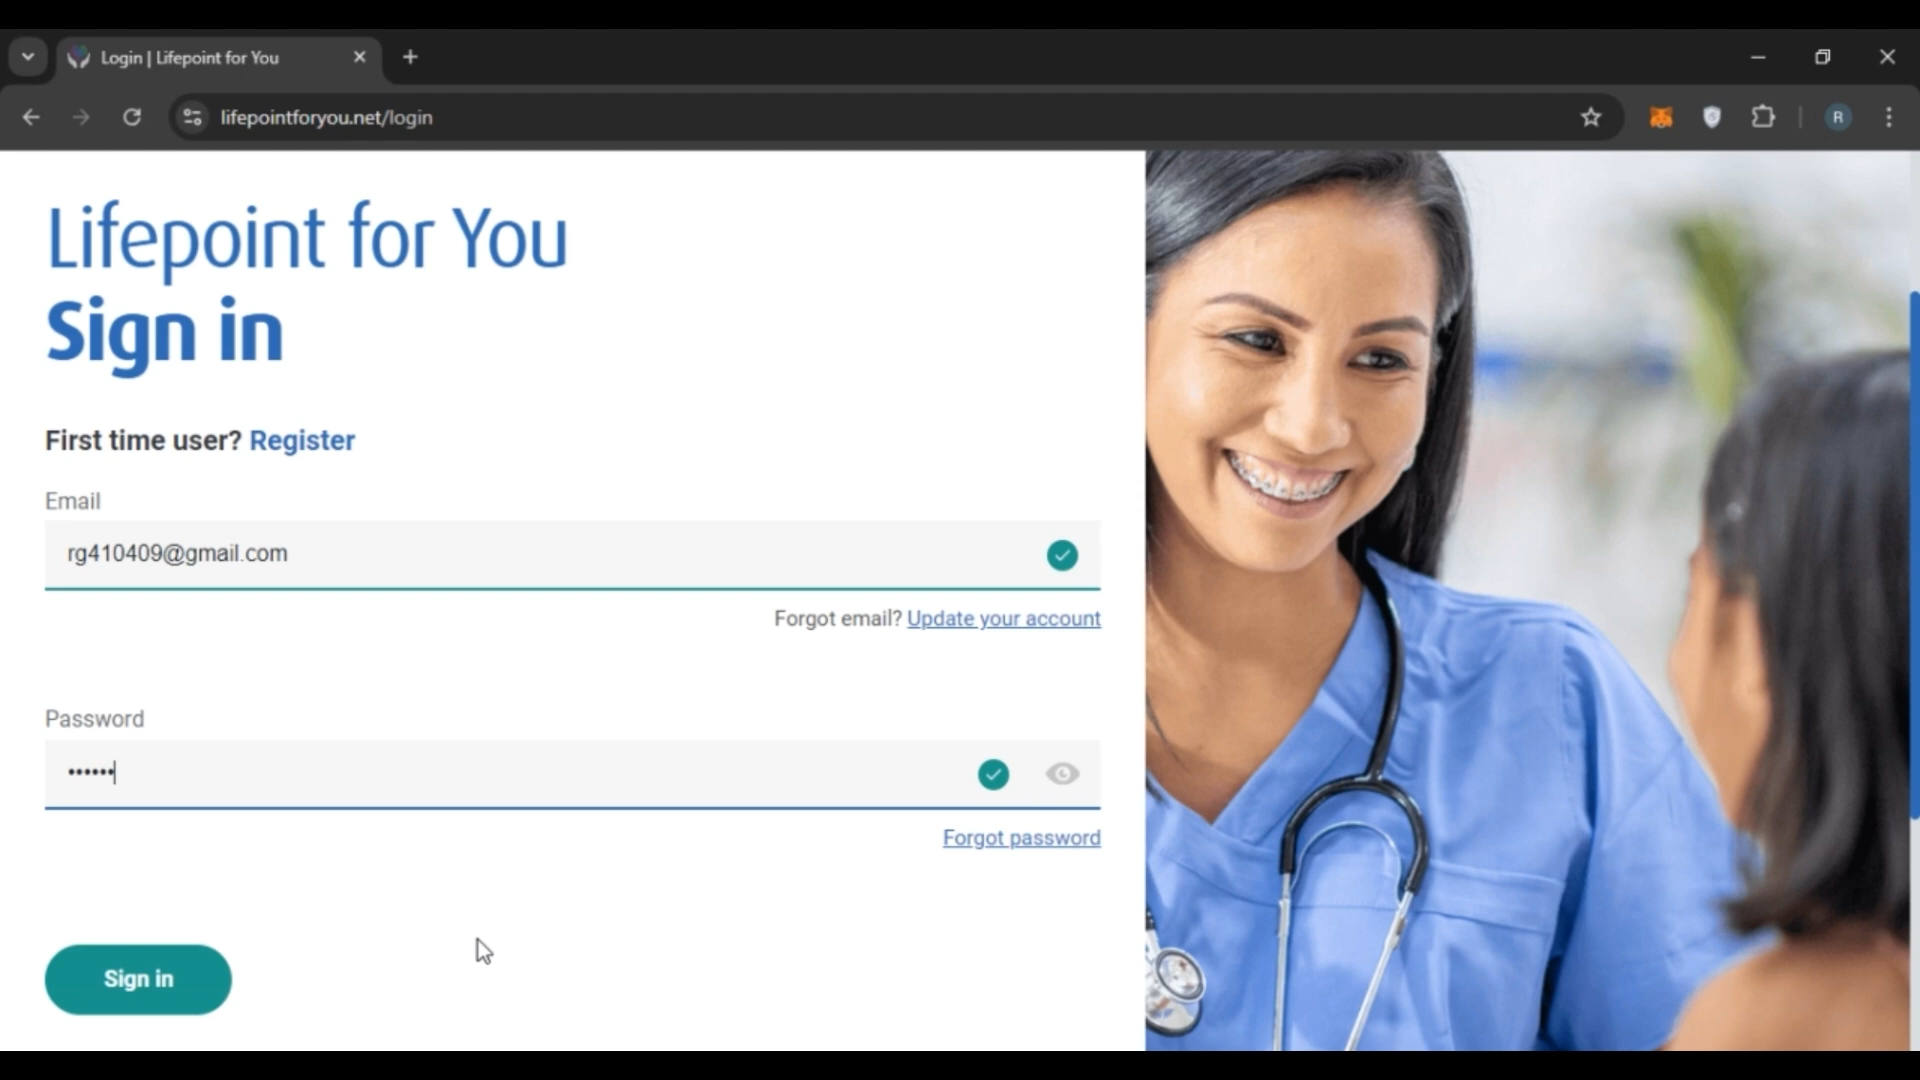 Login | Lifepoint for You
lifepointforyou.net/login
R
Lifepoint for You
Sign in
First time user? Register
Email
rg410409@gmail.com
Forgot email? Update your account
Password
••••••
Forgot password
Sign in